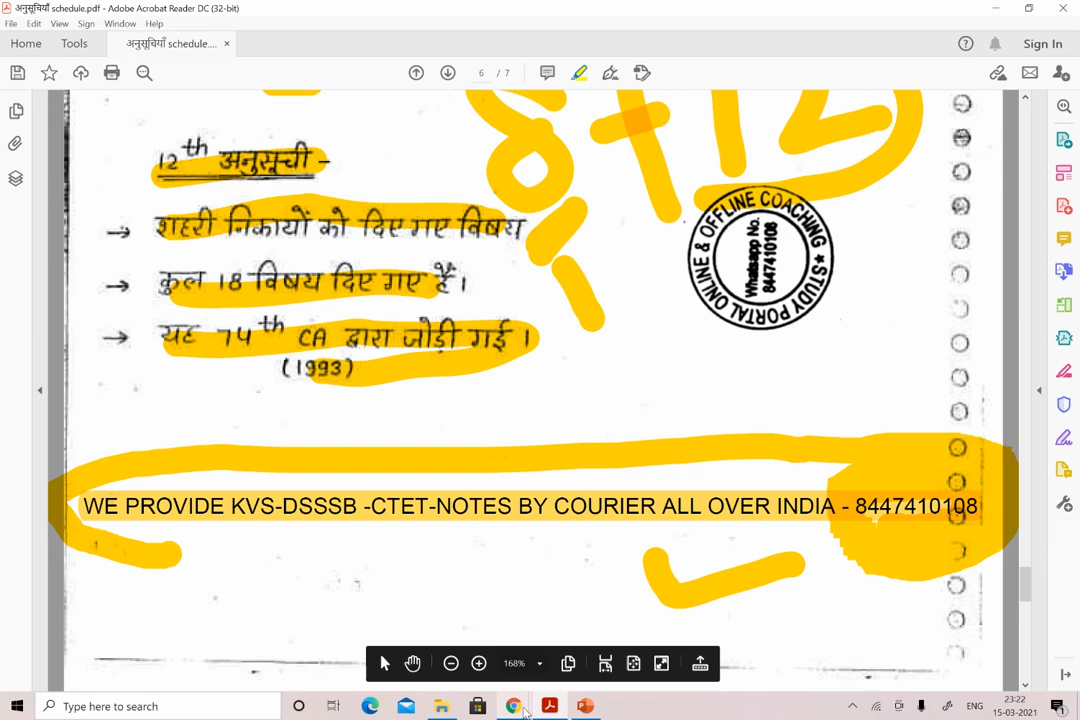 अनुसूचियाँ schedule.pdf - Adobe Acrobat Reader DC (32-bit)
File Edit View Sign Window Help
Home Tools अनुसूचियाँ schedule.... × Sign In
6 / 7
8 + 12
12th अनुसूची -
→ शहरी निकायों को दिए गए विषय
→ कुल 18 विषय दिए गए हैं।
→ यह 74th CA द्वारा जोड़ी गई।
(1993)
STUDY PORTAL ONLINE & OFFLINE COACHING
Whatsapp No.
8447410108
WE PROVIDE KVS-DSSSB -CTET-NOTES BY COURIER ALL OVER INDIA - 8447410108
168%
Type here to search
ENG
23:22
15-03-2021